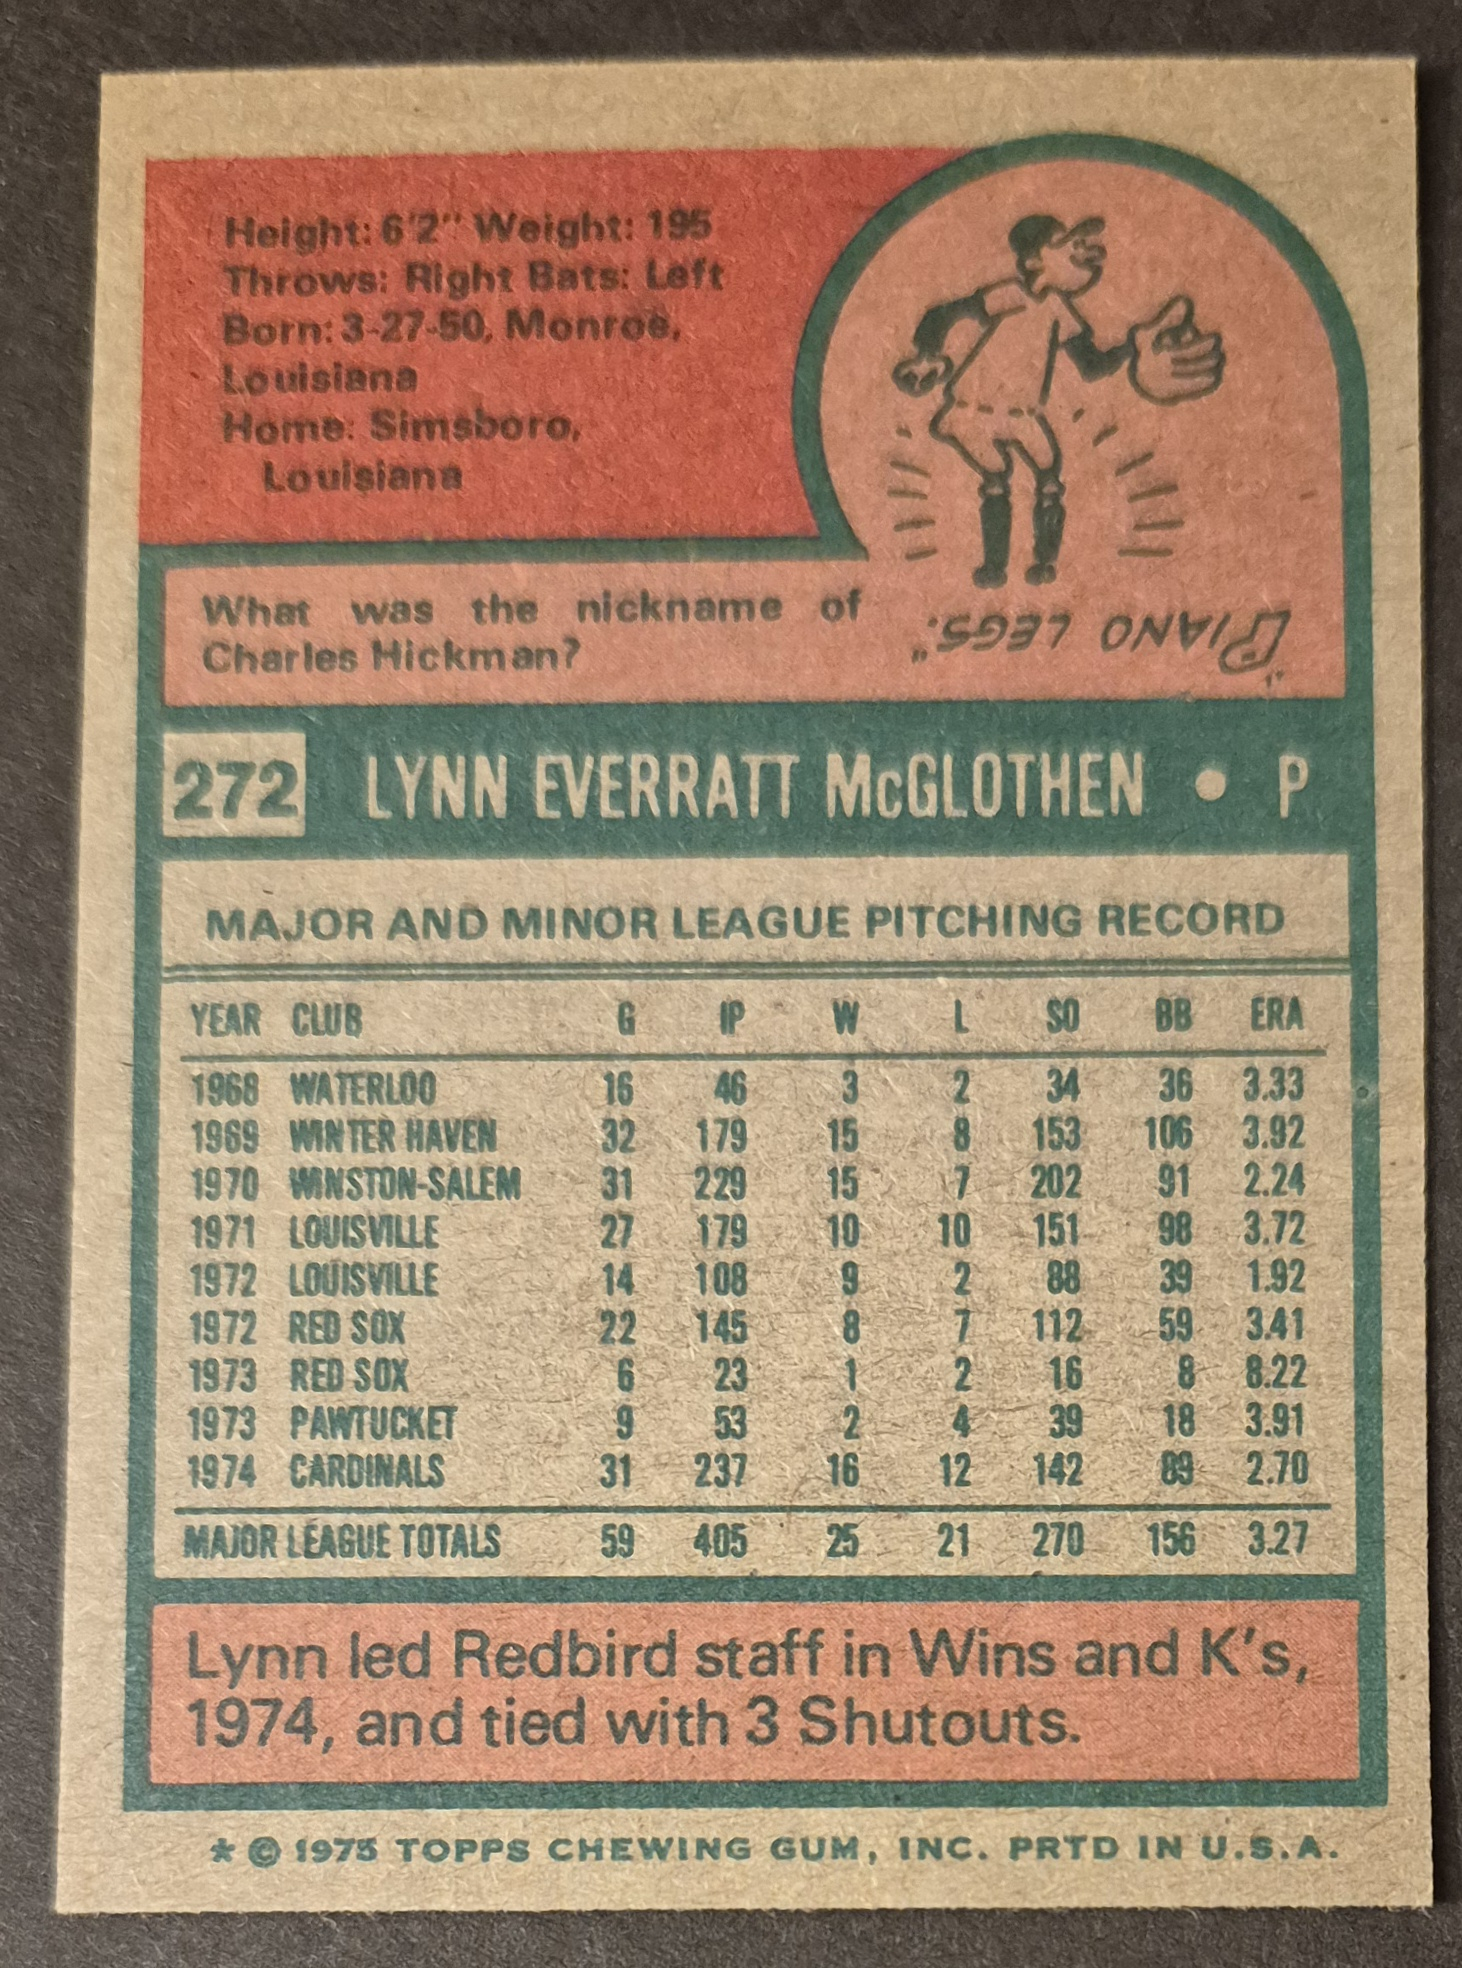 Height: 6'2" Weight: 195
Throws: Right Bats: Left
Born: 3-27-50, Monroe,
Louisiana
Home: Simsboro,
Louisiana
What was the nickname of
Charles Hickman?
"PIANO LEGS."
272 LYNN EVERRATT McGLOTHEN • P
MAJOR AND MINOR LEAGUE PITCHING RECORD
YEAR CLUB G IP W L SO BB ERA
1968 WATERLOO 16 46 3 2 34 36 3.33
1969 WINTER HAVEN 32 179 15 8 153 106 3.92
1970 WINSTON-SALEM 31 229 15 7 202 91 2.24
1971 LOUISVILLE 27 179 10 10 151 98 3.72
1972 LOUISVILLE 14 108 9 2 88 39 1.92
1972 RED SOX 22 145 8 7 112 59 3.41
1973 RED SOX 6 23 1 2 16 8 8.22
1973 PAWTUCKET 9 53 2 4 39 18 3.91
1974 CARDINALS 31 237 16 12 142 89 2.70
MAJOR LEAGUE TOTALS 59 405 25 21 270 156 3.27
Lynn led Redbird staff in Wins and K's,
1974, and tied with 3 Shutouts.
* © 1975 TOPPS CHEWING GUM, INC. PRTD IN U.S.A.